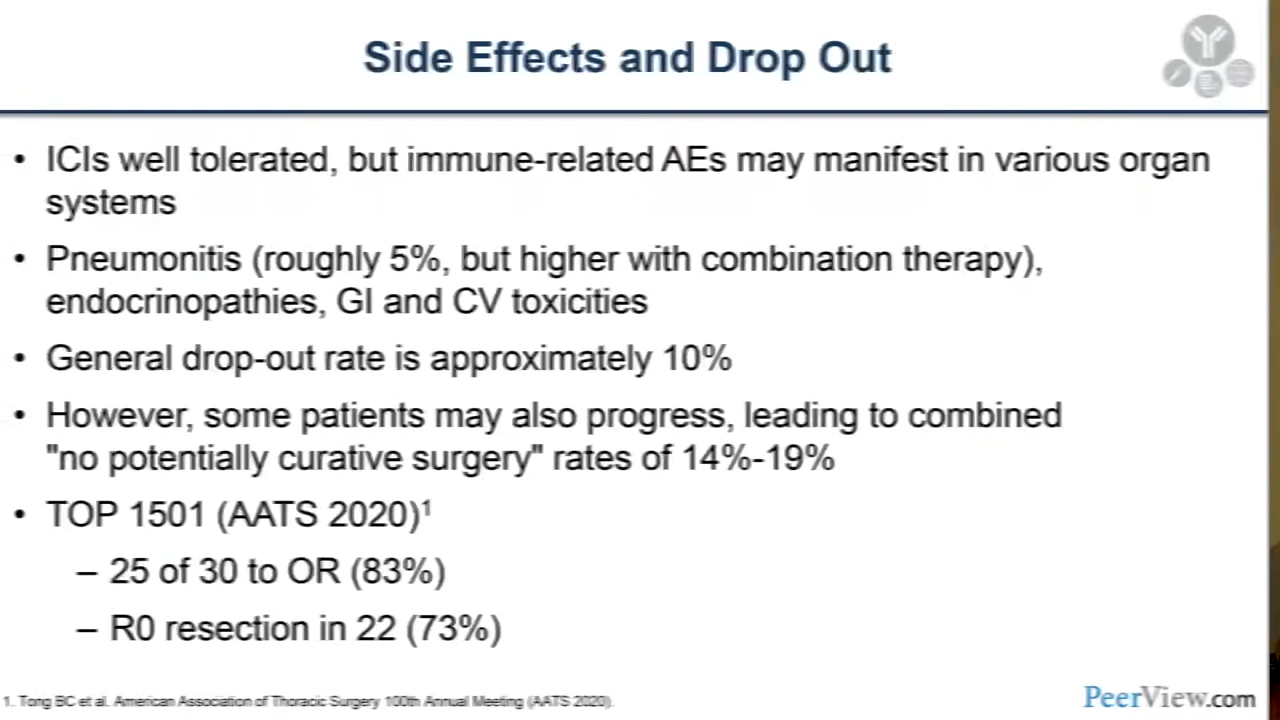 Side Effects and Drop Out
• ICIs well tolerated, but immune-related AEs may manifest in various organ
systems
• Pneumonitis (roughly 5%, but higher with combination therapy),
endocrinopathies, GI and CV toxicities
• General drop-out rate is approximately 10%
• However, some patients may also progress, leading to combined
"no potentially curative surgery" rates of 14%-19%
• TOP 1501 (AATS 2020)¹
– 25 of 30 to OR (83%)
– R0 resection in 22 (73%)
1. Tong BC et al. American Association of Thoracic Surgery 100th Annual Meeting (AATS 2020).
PeerView.com